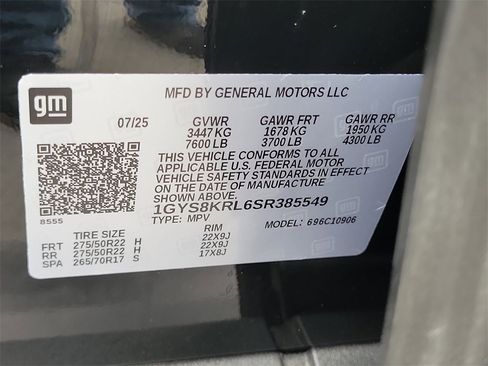 gm
MFD BY GENERAL MOTORS LLC
07/25 GVWR GAWR FRT GAWR RR
3447 KG 1678 KG 1950 KG
7600 LB 3700 LB 4300 LB
THIS VEHICLE CONFORMS TO ALL
APPLICABLE U.S. FEDERAL MOTOR
VEHICLE SAFETY STANDARDS IN EFFECT
ON THE DATE OF MANUFACTURE
SHOWN ABOVE.
1GYS8KRL6SR385549
8555 TYPE: MPV MODEL: 696C10906
TIRE SIZE RIM
FRT 275/50R22 H 22X9J
RR 275/50R22 H 22X9J
SPA 265/70R17 S 17X8J